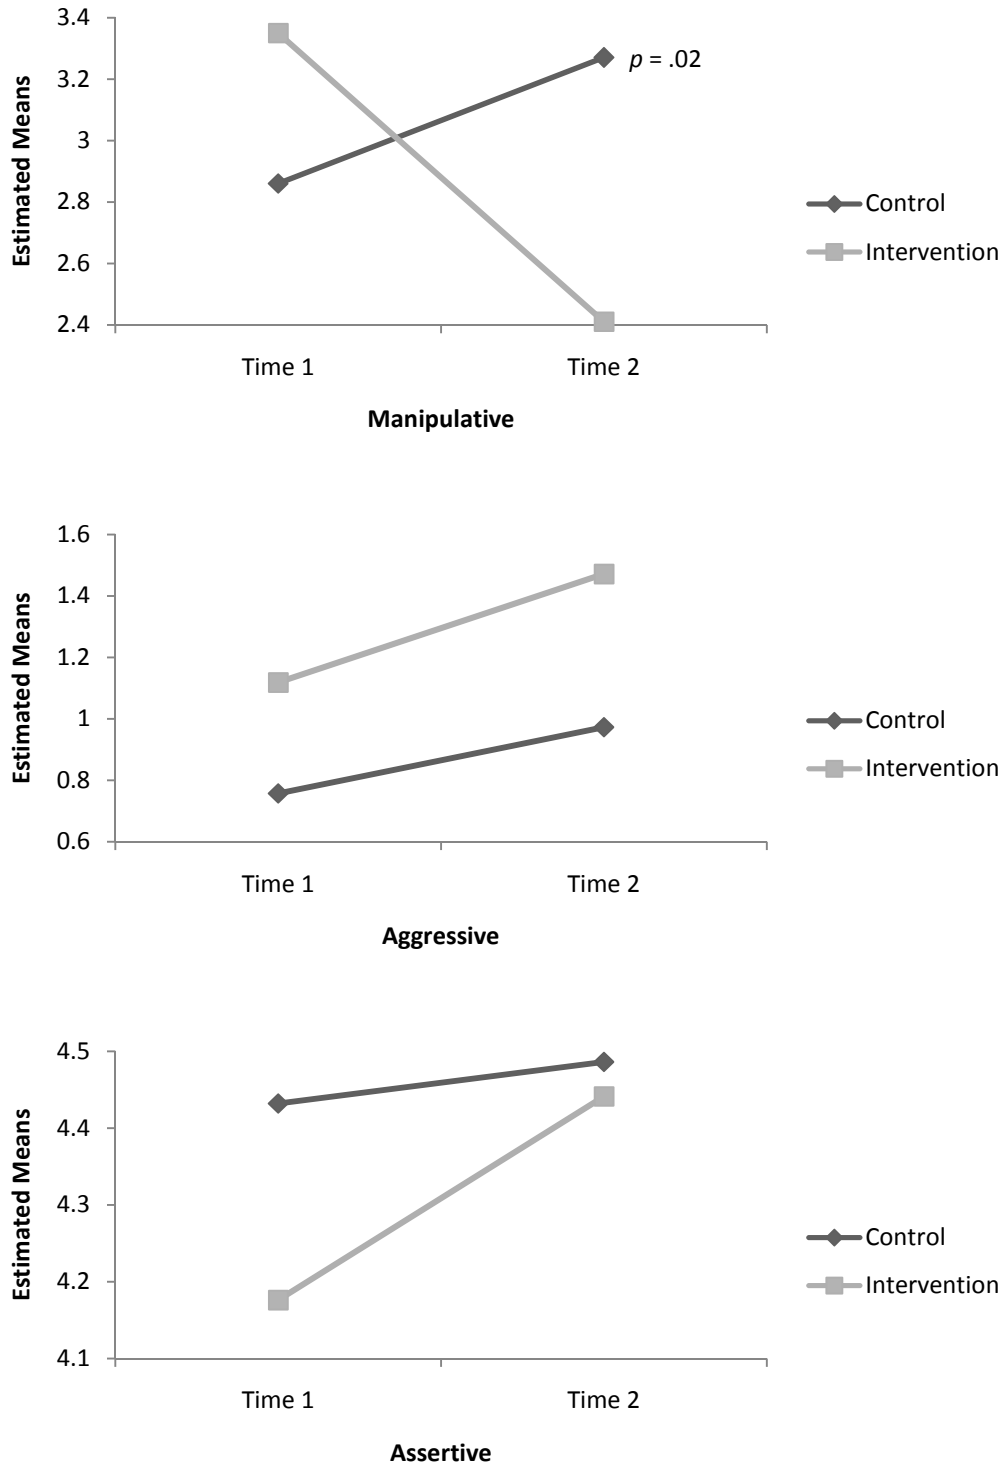 Estimated Means
3.4
3.2
3
2.8
2.6
2.4
p = .02
Control
Intervention
Time 1 Time 2
Manipulative
Estimated Means
1.6
1.4
1.2
1
0.8
0.6
Control
Intervention
Time 1 Time 2
Aggressive
Estimated Means
4.5
4.4
4.3
4.2
4.1
Control
Intervention
Time 1 Time 2
Assertive